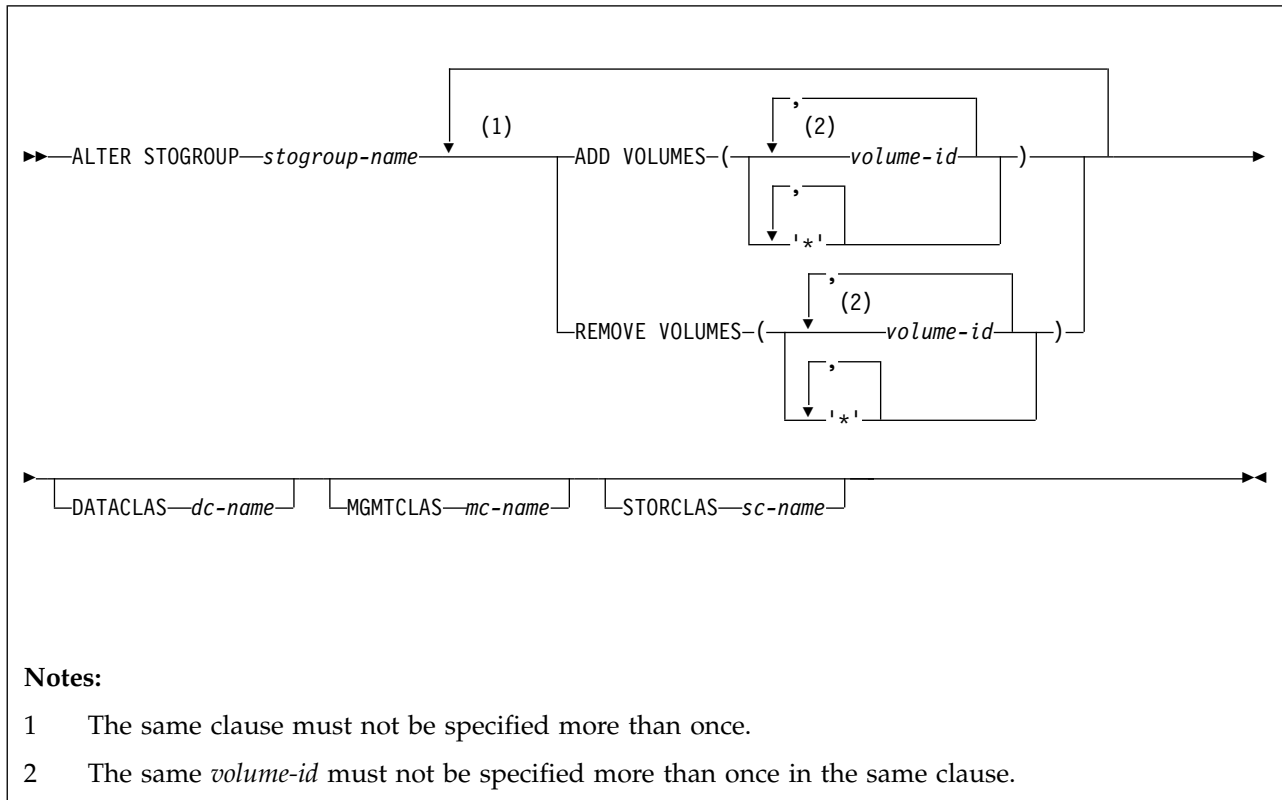 ,
(1) (2)
ALTER STOGROUP stogroup-name ADD VOLUMES ( volume-id )
,
'*'
,
(2)
REMOVE VOLUMES ( volume-id )
,
'*'
DATACLAS dc-name MGMTCLAS mc-name STORCLAS sc-name
Notes:
1 The same clause must not be specified more than once.
2 The same volume-id must not be specified more than once in the same clause.